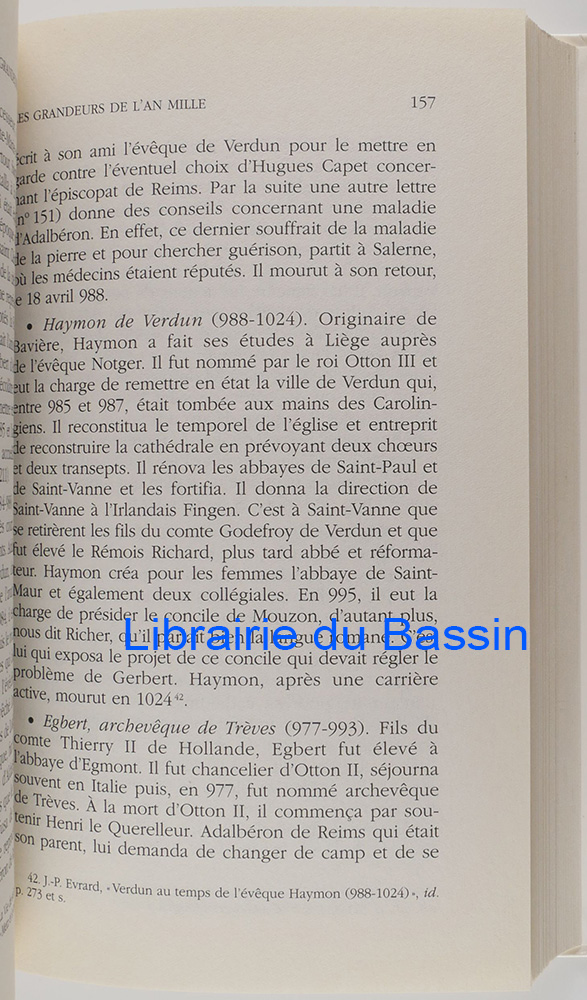 ES GRANDEURS DE L'AN MILLE 157
écrit à son ami l'évêque de Verdun pour le mettre en
garde contre l'éventuel choix d'Hugues Capet concer-
nant l'épiscopat de Reims. Par la suite une autre lettre
(nº 151) donne des conseils concernant une maladie
d'Adalbéron. En effet, ce dernier souffrait de la maladie
de la pierre et pour chercher guérison, partit à Salerne,
où les médecins étaient réputés. Il mourut à son retour,
le 18 avril 988.
• Haymon de Verdun (988-1024). Originaire de
Bavière, Haymon a fait ses études à Liège auprès
de l'évêque Notger. Il fut nommé par le roi Otton III et
eut la charge de remettre en état la ville de Verdun qui,
entre 985 et 987, était tombée aux mains des Carolin-
giens. Il reconstitua le temporel de l'église et entreprit
de reconstruire la cathédrale en prévoyant deux chœurs
et deux transepts. Il rénova les abbayes de Saint-Paul et
de Saint-Vanne et les fortifia. Il donna la direction de
Saint-Vanne à l'Irlandais Fingen. C'est à Saint-Vanne que
se retirèrent les fils du comte Godefroy de Verdun et que
fut élevé le Rémois Richard, plus tard abbé et réforma-
teur. Haymon créa pour les femmes l'abbaye de Saint-
Maur et également deux collégiales. En 995, il eut la
charge de présider le concile de Mouzon, d'autant plus,
nous dit Richer, qu'il parlait bien la langue romane. C'est
Librairie du Bassin
lui qui exposa le projet de ce concile qui devait régler le
problème de Gerbert. Haymon, après une carrière
active, mourut en 1024 42.
• Egbert, archevêque de Trèves (977-993). Fils du
comte Thierry II de Hollande, Egbert fut élevé à
l'abbaye d'Egmont. Il fut chancelier d'Otton II, séjourna
souvent en Italie puis, en 977, fut nommé archevêque
de Trèves. À la mort d'Otton II, il commença par sou-
tenir Henri le Querelleur. Adalbéron de Reims qui était
son parent, lui demanda de changer de camp et de se
42. J.-P. Evrard, «Verdun au temps de l'évêque Haymon (988-1024)», id.
p. 273 et s.